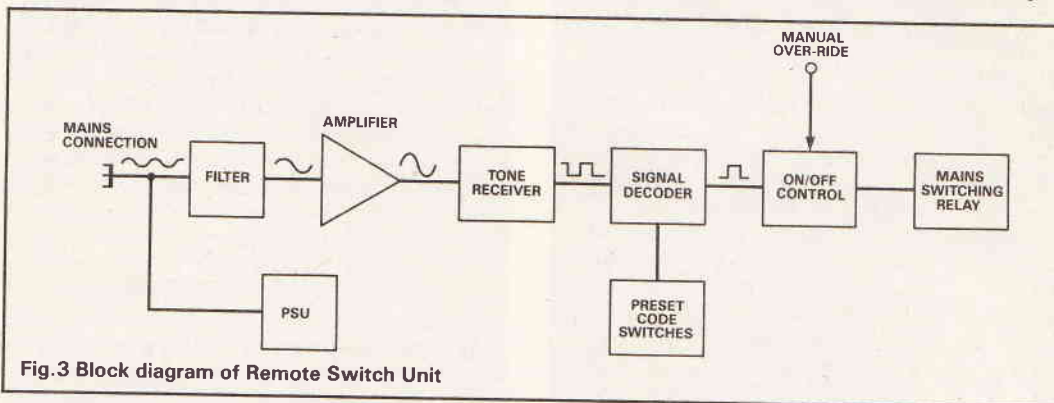 MANUAL
OVER-RIDE
MAINS
CONNECTION
FILTER
AMPLIFIER
TONE
RECEIVER
SIGNAL
DECODER
ON/OFF
CONTROL
MAINS
SWITCHING
RELAY
PSU
PRESET
CODE
SWITCHES
Fig.3 Block diagram of Remote Switch Unit